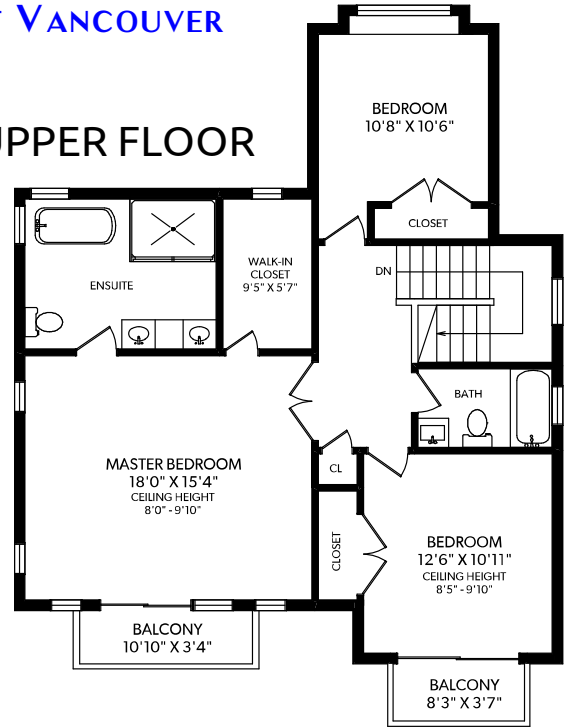 VANCOUVER
UPPER FLOOR
BEDROOM
10'8" X 10'6"
CLOSET
WALK-IN
CLOSET
9'5" X 5'7"
DN
ENSUITE
BATH
MASTER BEDROOM
18'0" X 15'4"
CEILING HEIGHT
8'0" - 9'10"
CL
CLOSET
BEDROOM
12'6" X 10'11"
CEILING HEIGHT
8'5" - 9'10"
BALCONY
10'10" X 3'4"
BALCONY
8'3" X 3'7"